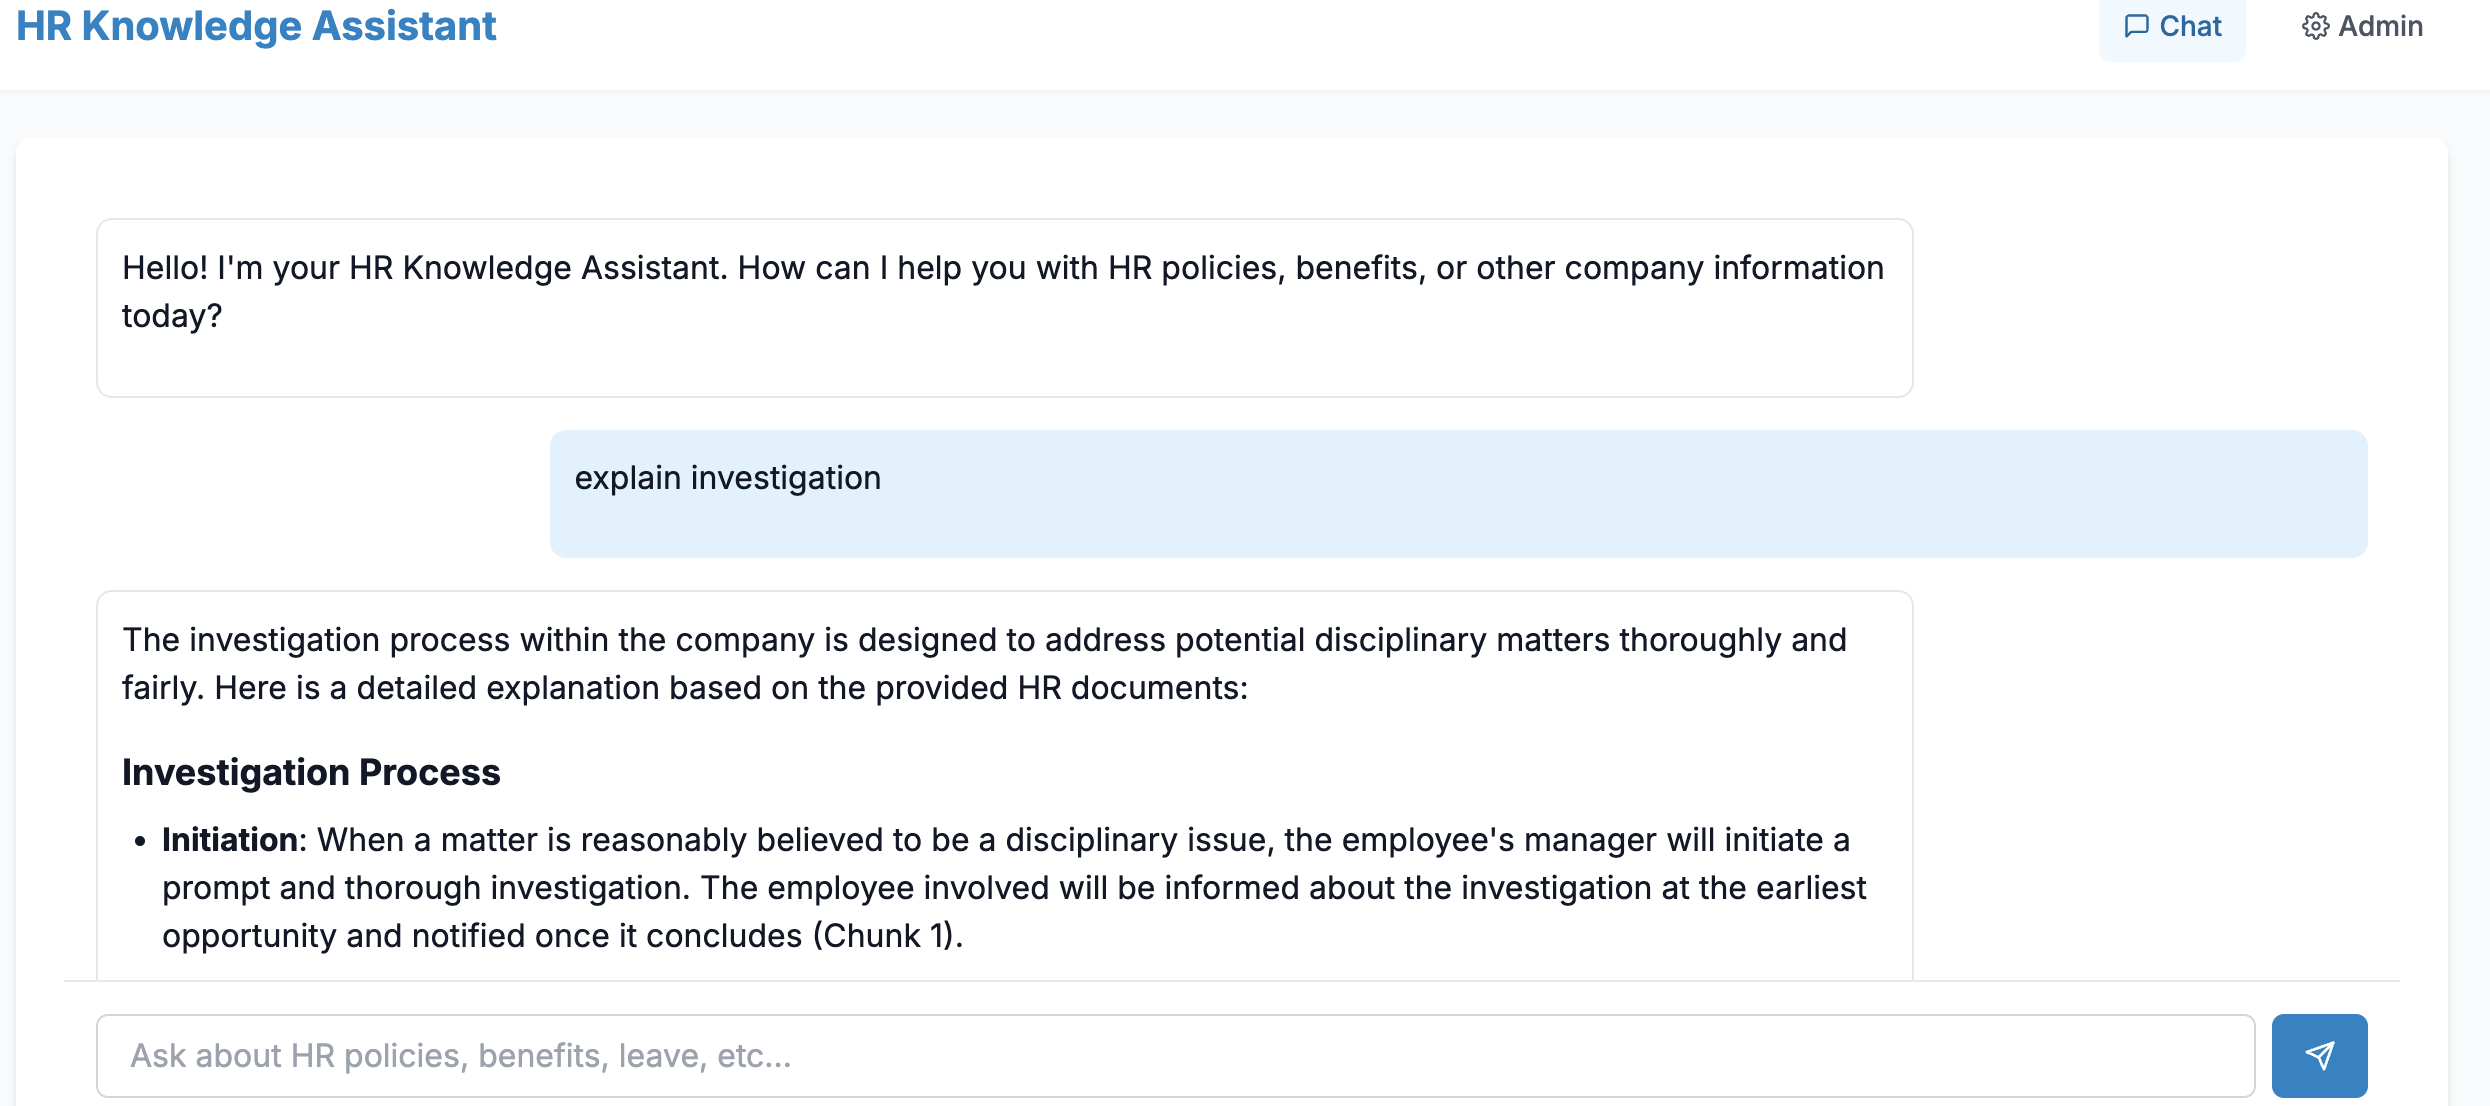 HR Knowledge Assistant
Chat
Admin
Hello! I'm your HR Knowledge Assistant. How can I help you with HR policies, benefits, or other company information
today?
explain investigation
The investigation process within the company is designed to address potential disciplinary matters thoroughly and
fairly. Here is a detailed explanation based on the provided HR documents:
Investigation Process
• Initiation: When a matter is reasonably believed to be a disciplinary issue, the employee's manager will initiate a
prompt and thorough investigation. The employee involved will be informed about the investigation at the earliest
opportunity and notified once it concludes (Chunk 1).
Ask about HR policies, benefits, leave, etc...